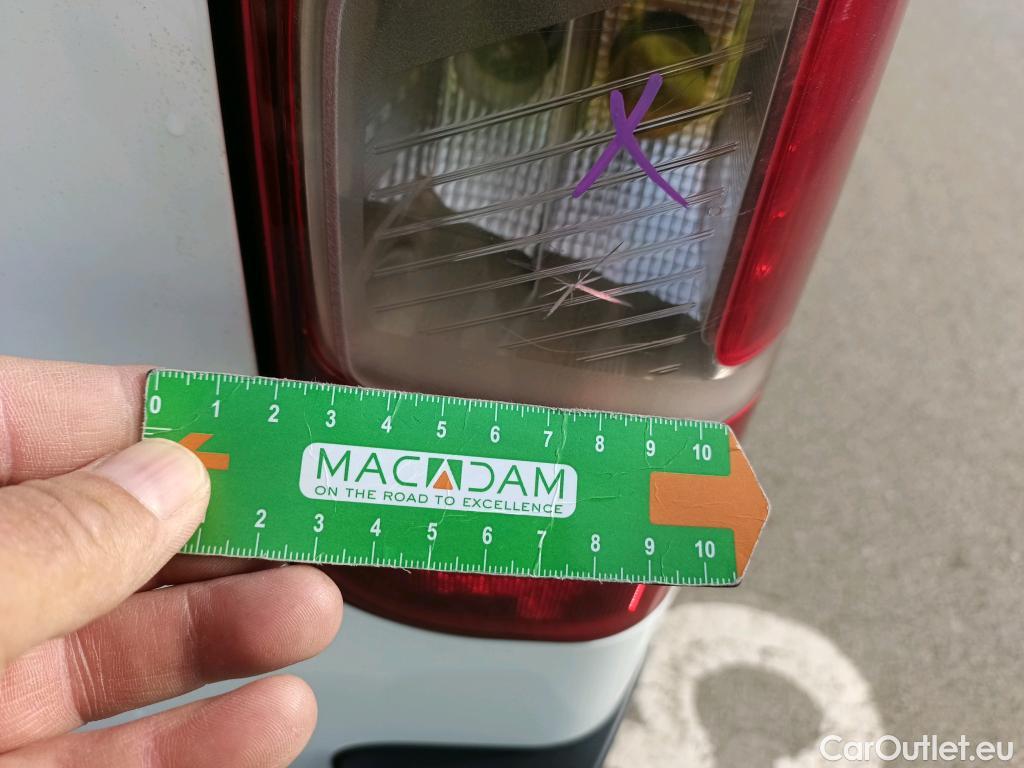 X
0 1 2 3 4 5 6 7 8 9 10
MACADAM
ON THE ROAD TO EXCELLENCE
2 3 4 5 6 7 8 9 10
CarOutlet.eu